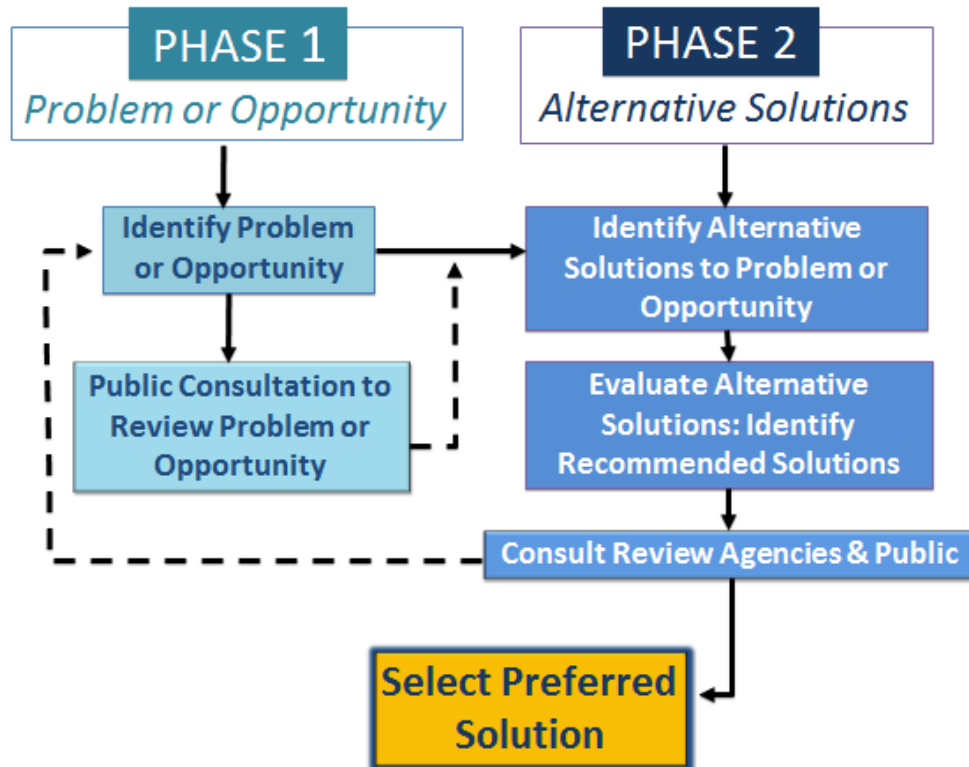 PHASE 1
Problem or Opportunity
PHASE 2
Alternative Solutions
Identify Problem
or Opportunity
Public Consultation to
Review Problem or
Opportunity
Identify Alternative
Solutions to Problem or
Opportunity
Evaluate Alternative
Solutions: Identify
Recommended Solutions
Consult Review Agencies & Public
Select Preferred
Solution